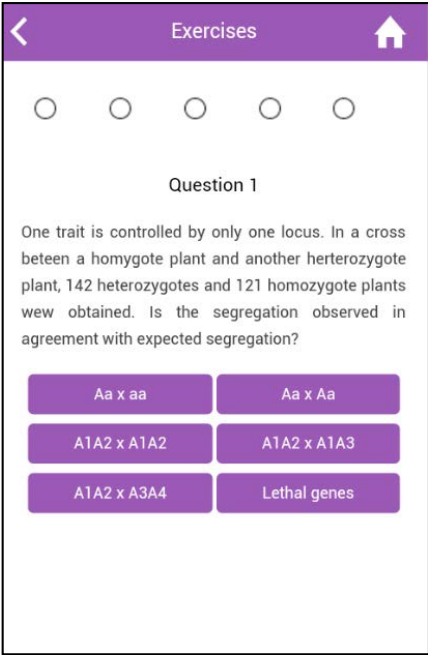 Exercises
Question 1
One trait is controlled by only one locus. In a cross
beteen a homygote plant and another herterozygote
plant, 142 heterozygotes and 121 homozygote plants
wew obtained. Is the segregation observed in
agreement with expected segregation?
Aa x aa
Aa x Aa
A1A2 x A1A2
A1A2 x A1A3
A1A2 x A3A4
Lethal genes